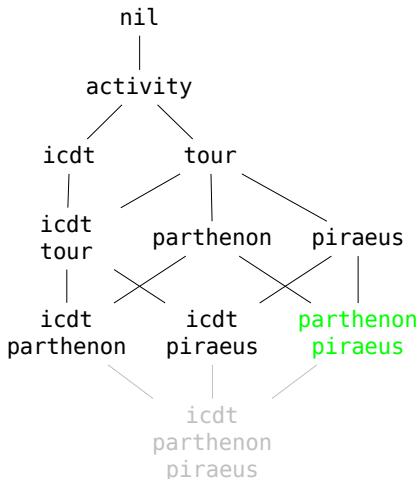 nil
activity
icdt tour
icdt
tour
parthenon
piraeus
icdt
parthenon
icdt
piraeus
parthenon
piraeus
icdt
parthenon
piraeus